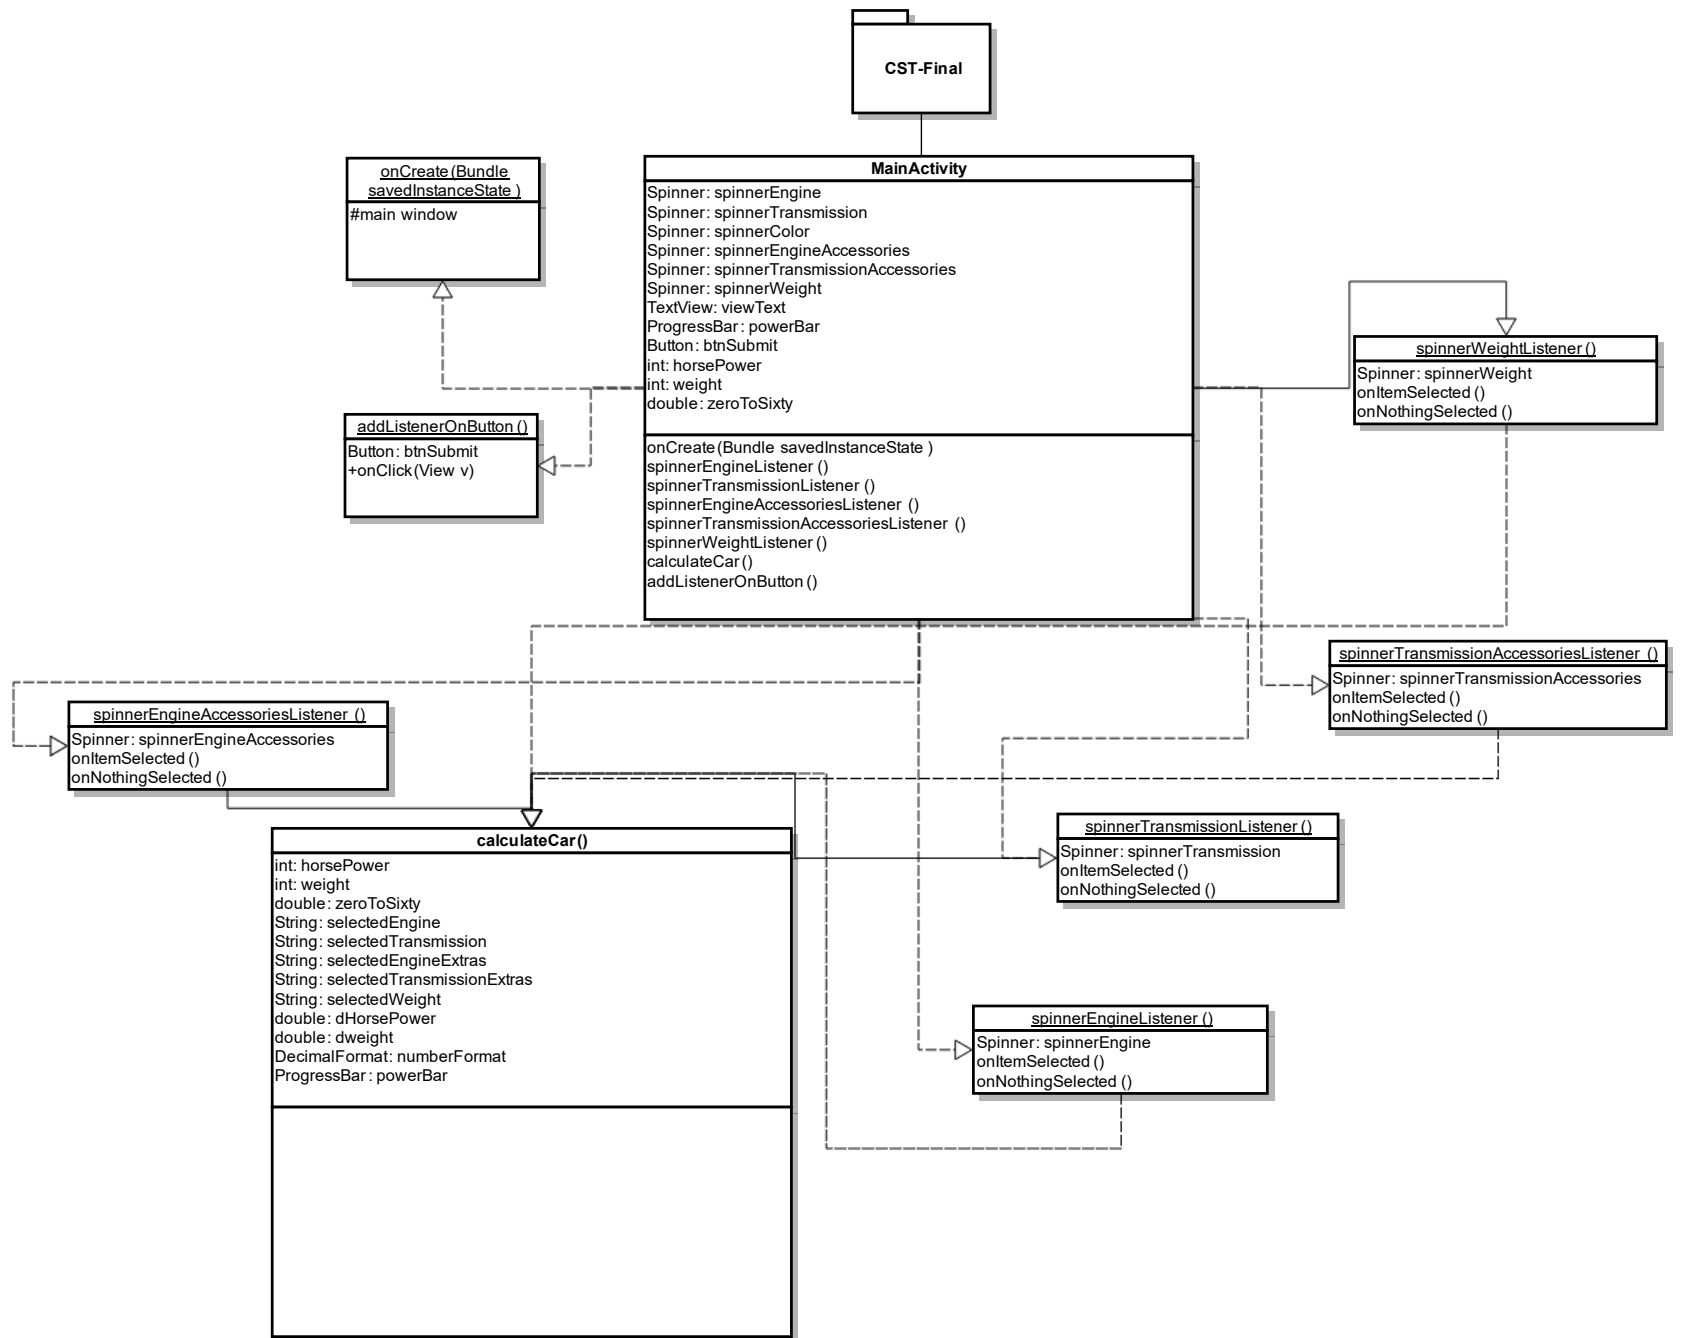 CST-Final
onCreate(Bundle
savedInstanceState)
#main window
MainActivity
Spinner: spinnerEngine
Spinner: spinnerTransmission
Spinner: spinnerColor
Spinner: spinnerEngineAccessories
Spinner: spinnerTransmissionAccessories
Spinner: spinnerWeight
TextView: viewText
ProgressBar: powerBar
Button: btnSubmit
int: horsePower
int: weight
double: zeroToSixty
onCreate(Bundle savedInstanceState)
spinnerEngineListener()
spinnerTransmissionListener()
spinnerEngineAccessoriesListener()
spinnerTransmissionAccessoriesListener()
spinnerWeightListener()
calculateCar()
addListenerOnButton()
spinnerWeightListener()
Spinner: spinnerWeight
onItemSelected()
onNothingSelected()
addListenerOnButton()
Button: btnSubmit
+onClick(View v)
spinnerTransmissionAccessoriesListener()
Spinner: spinnerTransmissionAccessories
onItemSelected()
onNothingSelected()
spinnerEngineAccessoriesListener()
Spinner: spinnerEngineAccessories
onItemSelected()
onNothingSelected()
calculateCar()
int: horsePower
int: weight
double: zeroToSixty
String: selectedEngine
String: selectedTransmission
String: selectedEngineExtras
String: selectedTransmissionExtras
String: selectedWeight
double: dHorsePower
double: dweight
DecimalFormat: numberFormat
ProgressBar: powerBar
spinnerTransmissionListener()
Spinner: spinnerTransmission
onItemSelected()
onNothingSelected()
spinnerEngineListener()
Spinner: spinnerEngine
onItemSelected()
onNothingSelected()